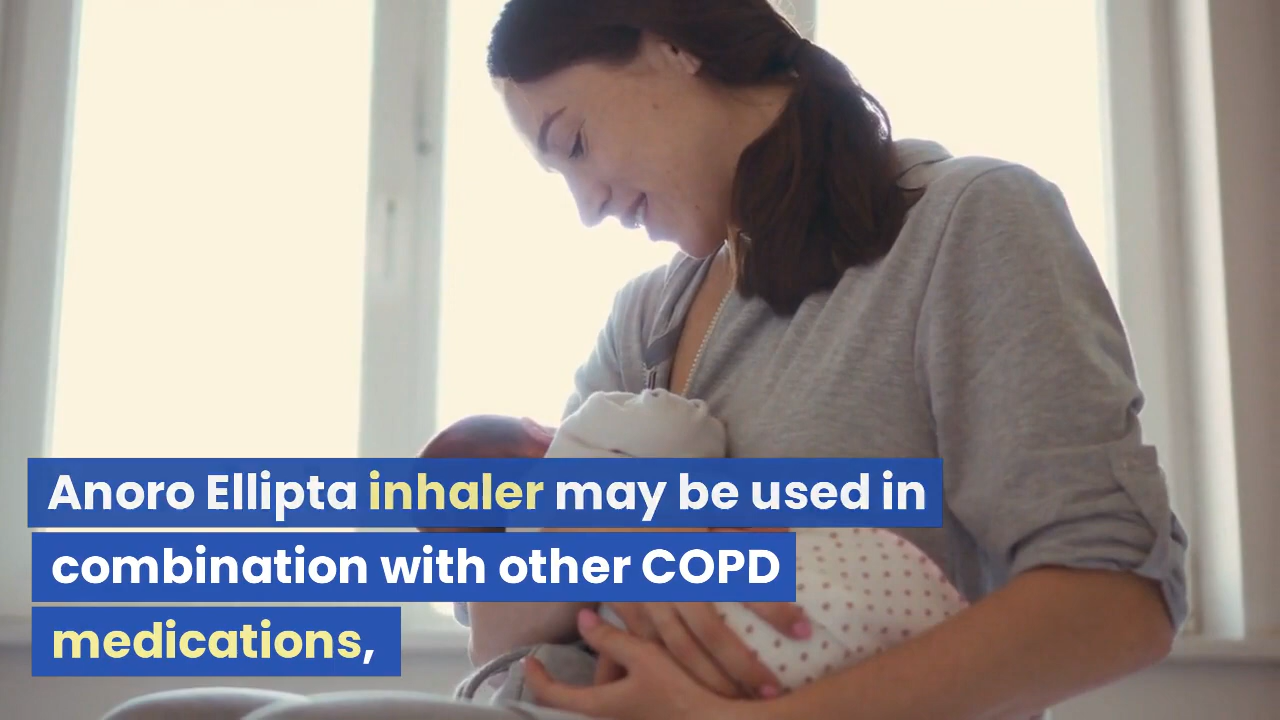 Anoro Ellipta inhaler may be used in
combination with other COPD
medications,